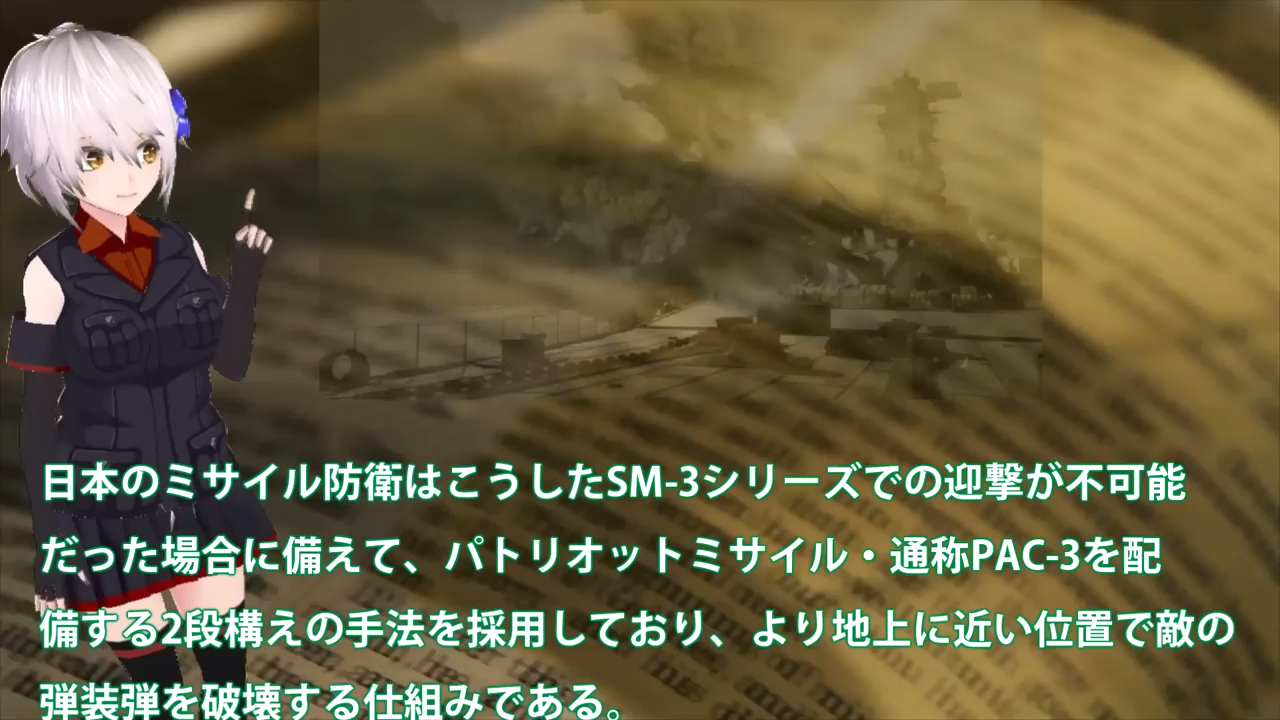 日本のミサイル防衛はこうしたSM-3シリーズでの迎撃が不可能
だった場合に備えて、パトリオットミサイル・通称PAC-3を配
備する2段構えの手法を採用しており、より地上に近い位置で敵の
弾装弾を破壊する仕組みである。